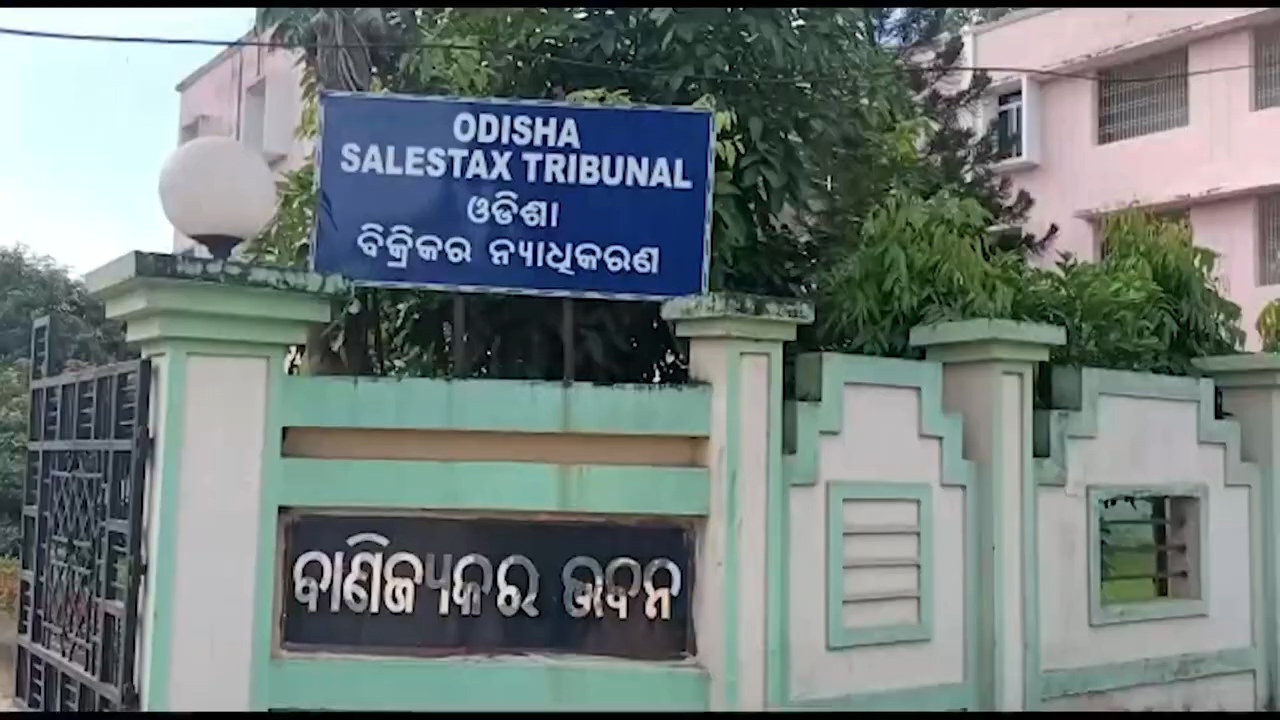 ODISHA
SALESTAX TRIBUNAL
ଓଡିଶା
ବିକ୍ରିକର ନ୍ୟାଧିକରଣ
ବାଣିଜ୍ୟକର ଭବନ